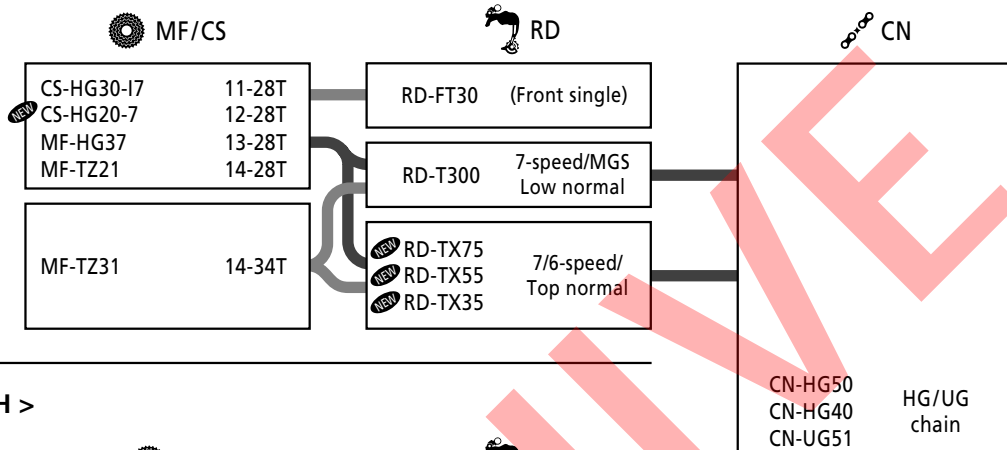 MF/CS
RD
CN
CS-HG30-I7 11-28T
NEW CS-HG20-7 12-28T
MF-HG37 13-28T
MF-TZ21 14-28T
MF-TZ31 14-34T
RD-FT30 (Front single)
RD-T300
7-speed/MGS
Low normal
NEW RD-TX75
NEW RD-TX55
NEW RD-TX35
7/6-speed/
Top normal
CN-HG50
CN-HG40
CN-UG51
HG/UG
chain
H >
IVE